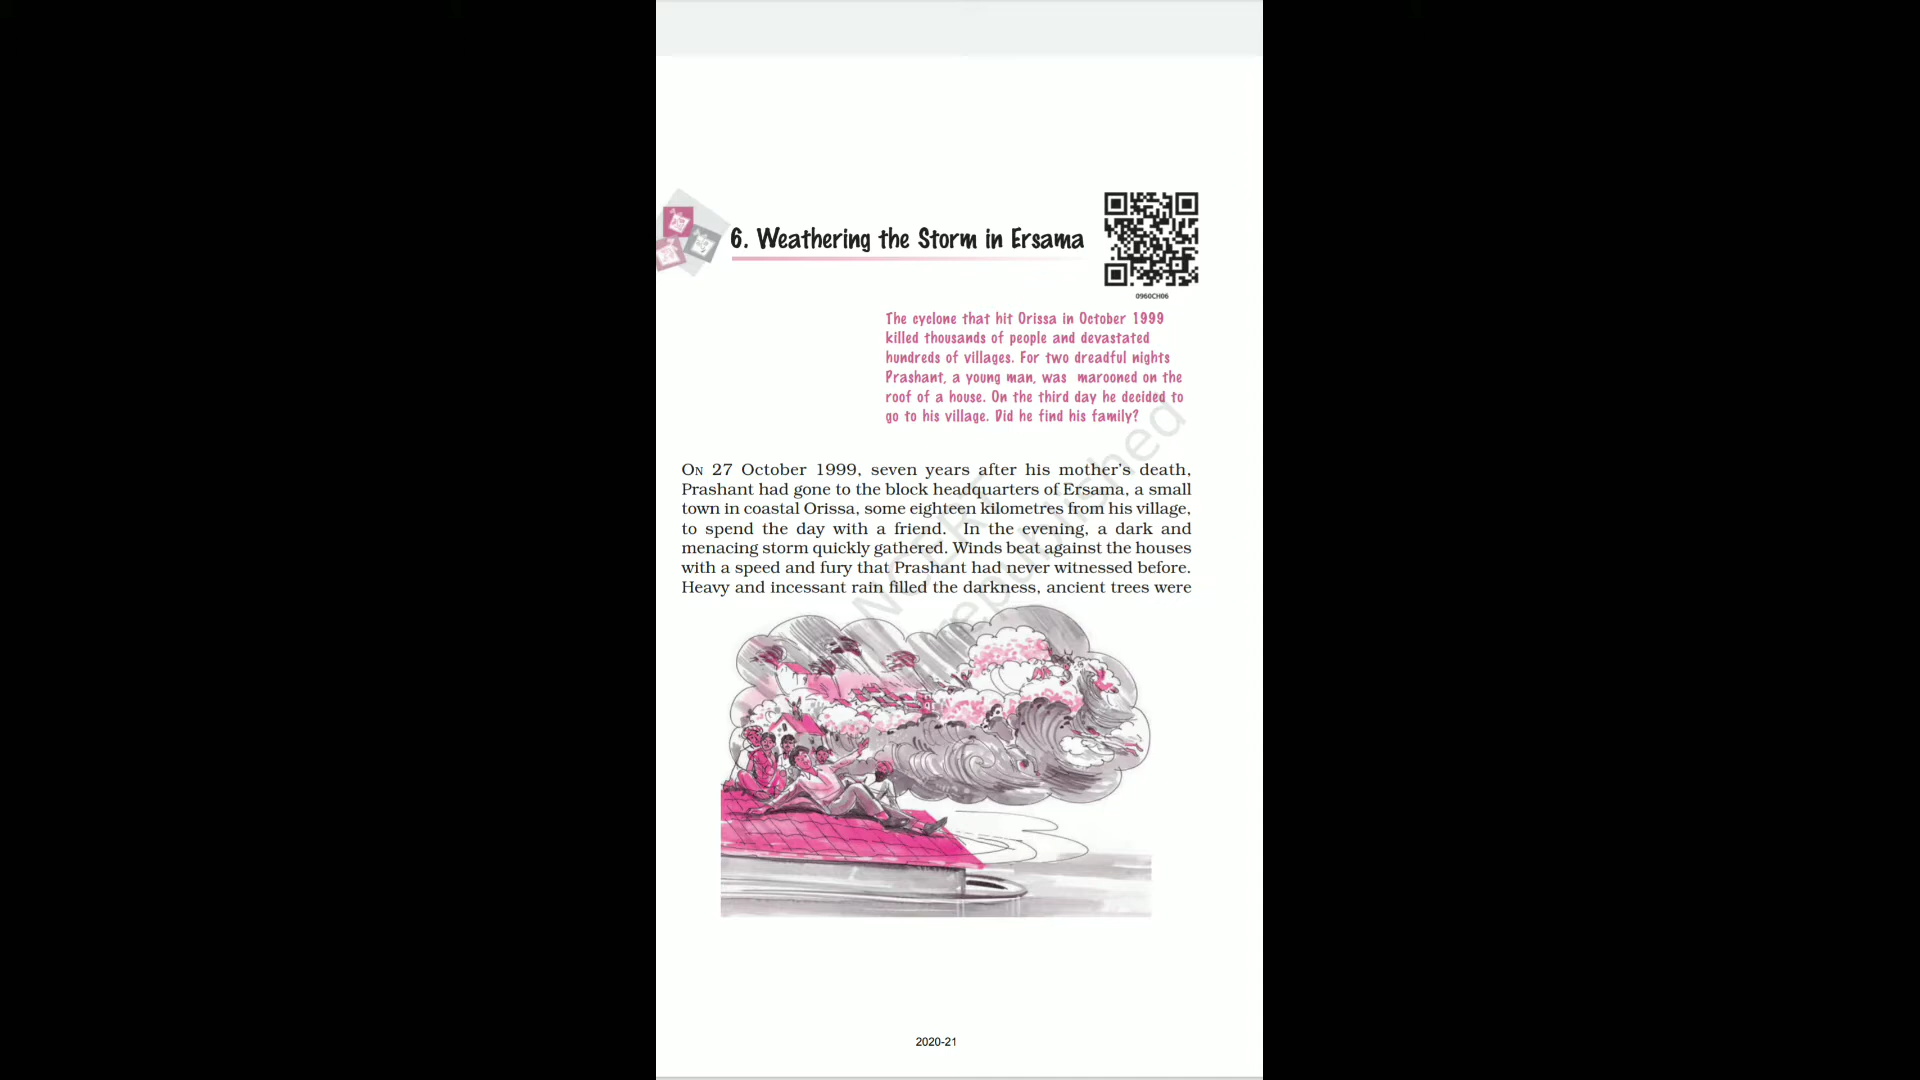 6. Weathering the Storm in Ersama
0960CH06
The cyclone that hit Orissa in October 1999
killed thousands of people and devastated
hundreds of villages. For two dreadful nights
Prashant, a young man, was marooned on the
roof of a house. On the third day he decided to
go to his village. Did he find his family?
ON 27 October 1999, seven years after his mother's death,
Prashant had gone to the block headquarters of Ersama, a small
town in coastal Orissa, some eighteen kilometres from his village,
to spend the day with a friend. In the evening, a dark and
menacing storm quickly gathered. Winds beat against the houses
with a speed and fury that Prashant had never witnessed before.
Heavy and incessant rain filled the darkness, ancient trees were
NCERT
republished
2020-21